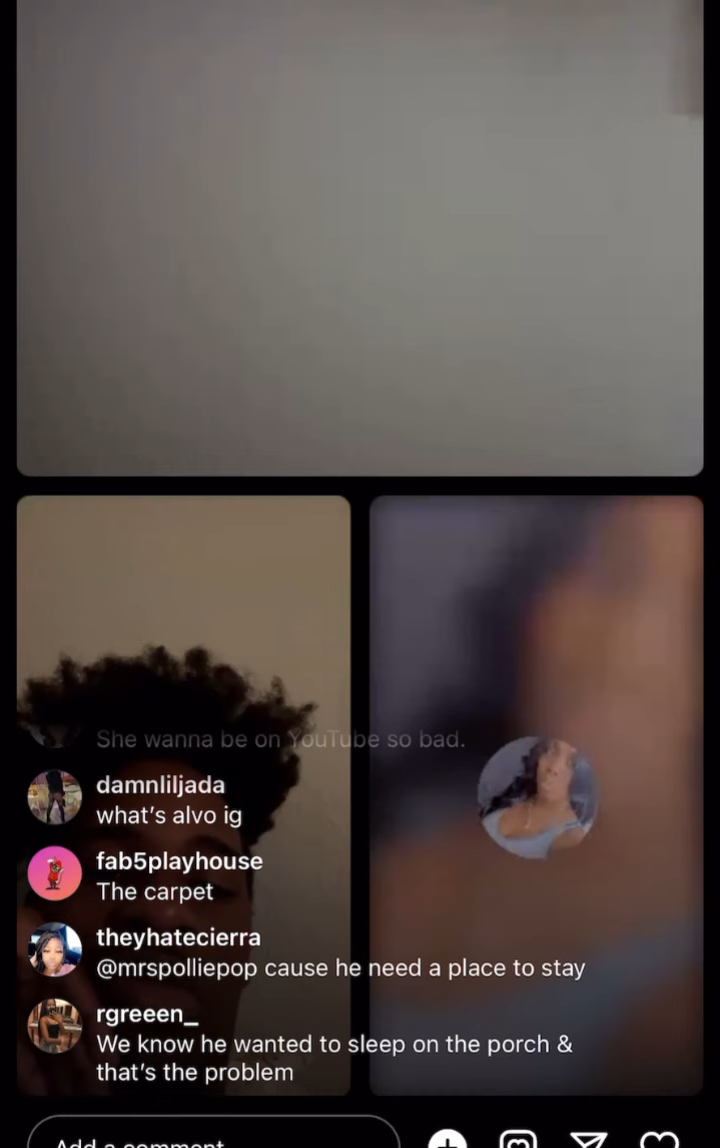 She wanna be on YouTube so bad.
damnliljada
what's alvo ig
fab5playhouse
The carpet
theyhatecierra
@mrspolliepop cause he need a place to stay
rgreeen_
We know he wanted to sleep on the porch &
that's the problem
Add a comment